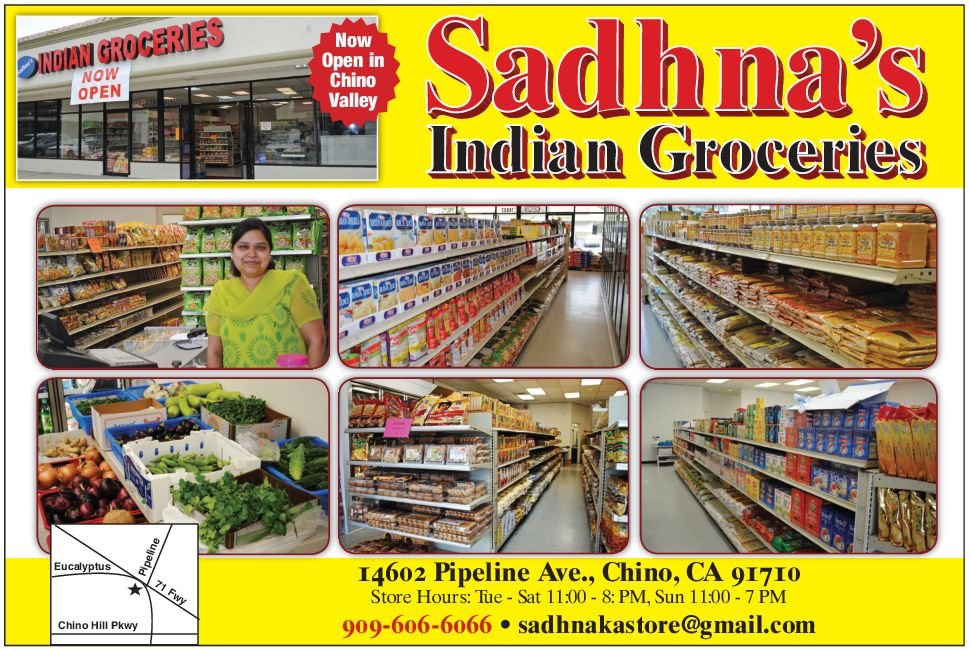 INDIAN GROCERIES
NOW
OPEN
Now
Open in
Chino
Valley
Sadhna's
Indian Groceries
Eucalyptus
Pipeline
71 Fwy
Chino Hill Pkwy
14602 Pipeline Ave., Chino, CA 91710
Store Hours: Tue - Sat 11:00 - 8: PM, Sun 11:00 - 7 PM
909-606-6066 • sadhnakastore@gmail.com